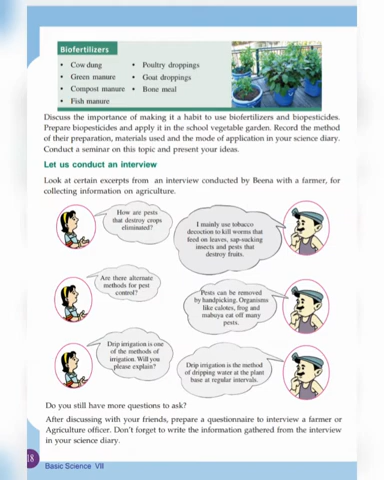 Biofertilizers
• Cow dung • Poultry droppings
• Green manure • Goat droppings
• Compost manure • Bone meal
• Fish manure
Discuss the importance of making it a habit to use biofertilizers and biopesticides.
Prepare biopesticides and apply it in the school vegetable garden. Record the method
of their preparation, materials used and the mode of application in your science diary.
Conduct a seminar on this topic and present your ideas.
Let us conduct an interview
Look at certain excerpts from an interview conducted by Beena with a farmer, for
collecting information on agriculture.
How are pests
that destroy crops
eliminated?
I mainly use tobacco
decoction to kill worms that
feed on leaves, sap-sucking
insects and pests that
destroy fruits.
Are there alternate
methods for pest
control?
Pests can be removed
by handpicking. Organisms
like calotes, frog and
mabuya eat off many
pests.
Drip irrigation is one
of the methods of
irrigation. Will you
please explain?
Drip irrigation is the method
of dripping water at the plant
base at regular intervals.
Do you still have more questions to ask?
After discussing with your friends, prepare a questionnaire to interview a farmer or
Agriculture officer. Don't forget to write the information gathered from the interview
in your science diary.
18
Basic Science VII